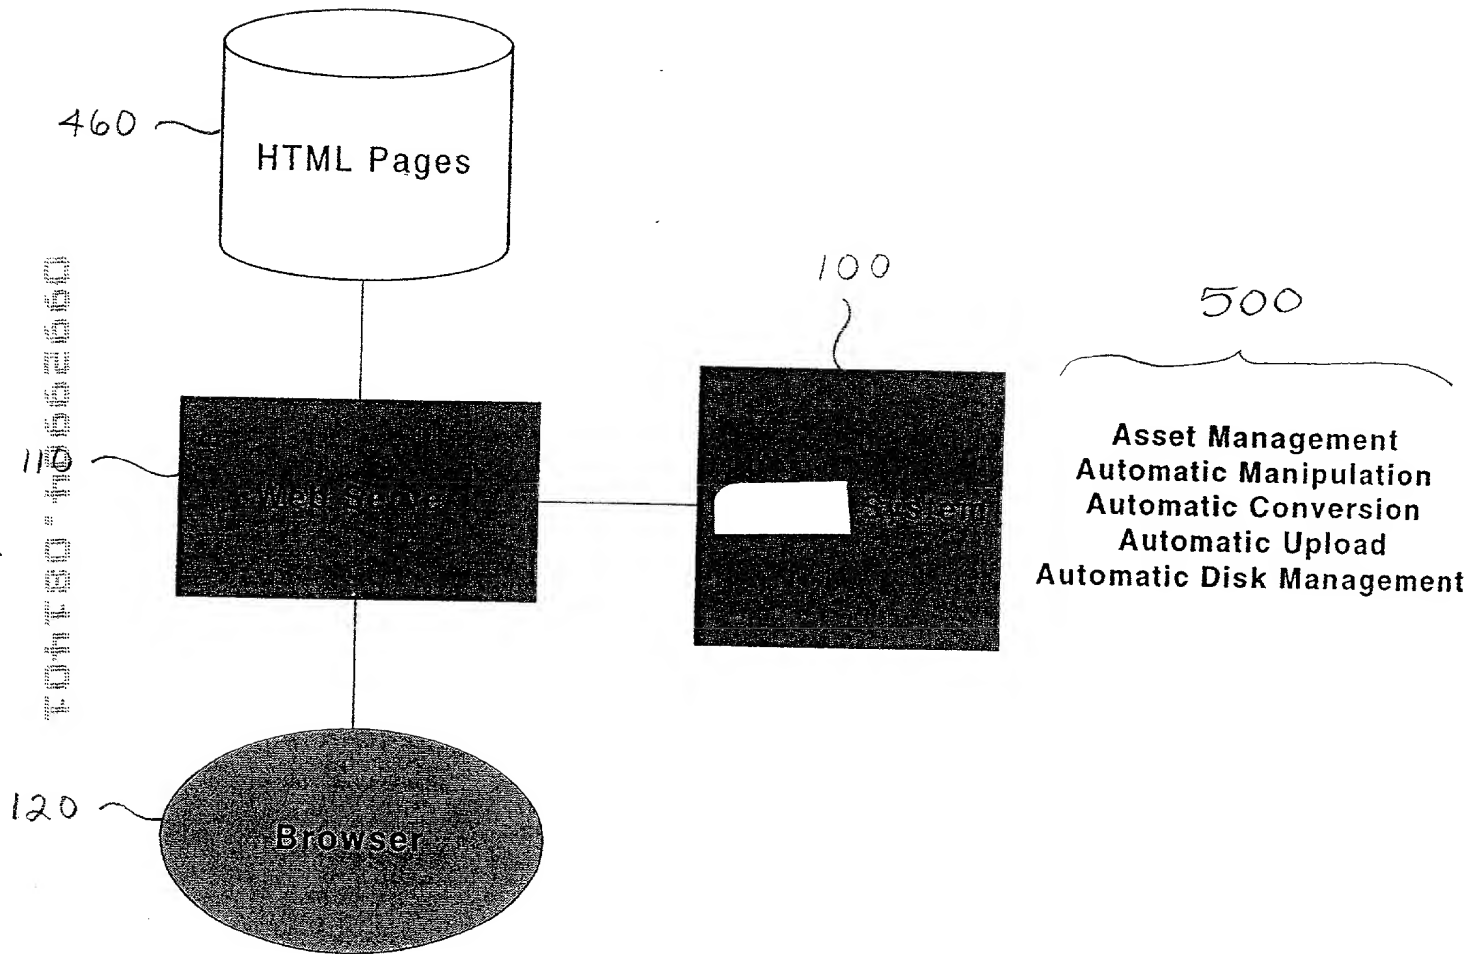 460
HTML Pages
100
500
110
Web Server
System
Asset Management
Automatic Manipulation
Automatic Conversion
Automatic Upload
Automatic Disk Management
120
Browser